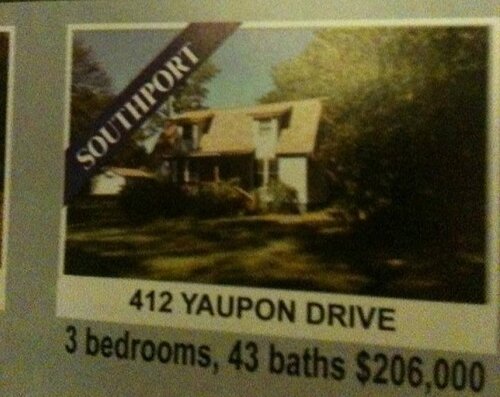 SOUTHPORT
412 YAUPON DRIVE
3 bedrooms, 43 baths $206,000